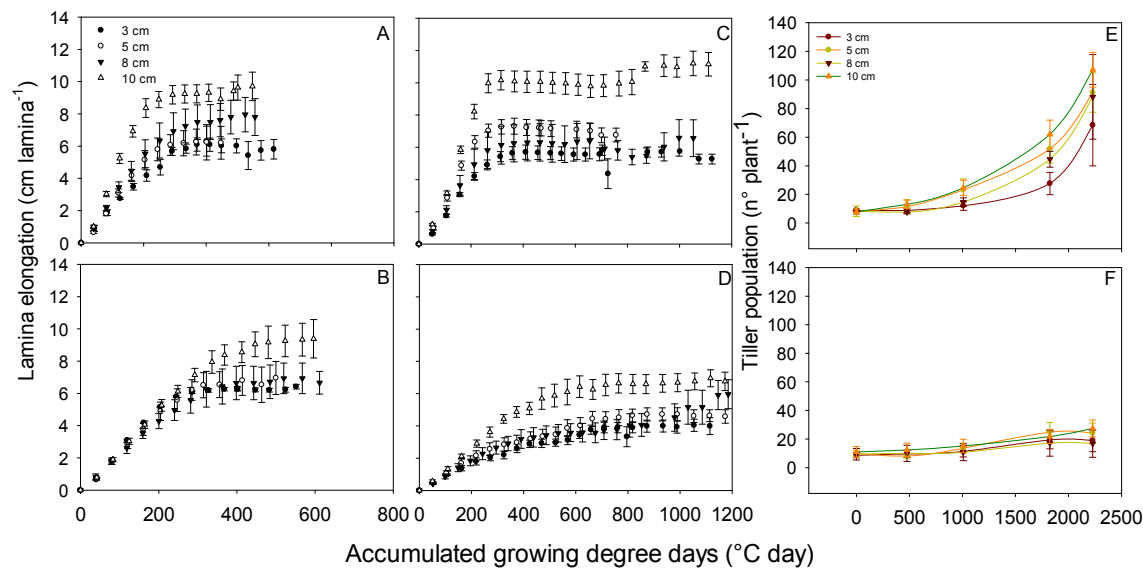 Lamina elongation (cm lamina-1)
14
12
10
8
6
4
2
0
3 cm
5 cm
8 cm
10 cm
A
14
12
10
8
6
4
2
0
B
0 200 400 600 800
C
D
0 200 400 600 800 1000 1200
Tiller population (n° plant-1)
140
120
100
80
60
40
20
0
3 cm
5 cm
8 cm
10 cm
E
140
120
100
80
60
40
20
0
F
0 500 1000 1500 2000 2500
Accumulated growing degree days (°C day)